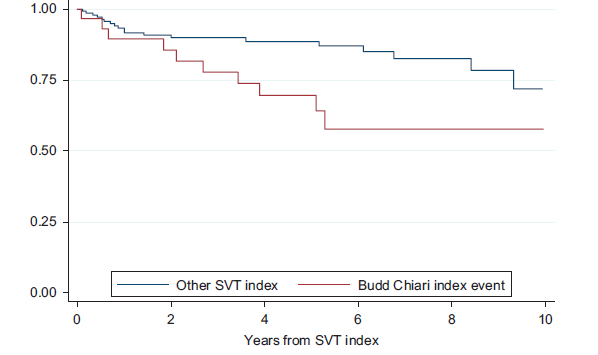 1.00
0.75
0.50
0.25
0.00
Other SVT index Budd Chiari index event
0 2 4 6 8 10
Years from SVT index